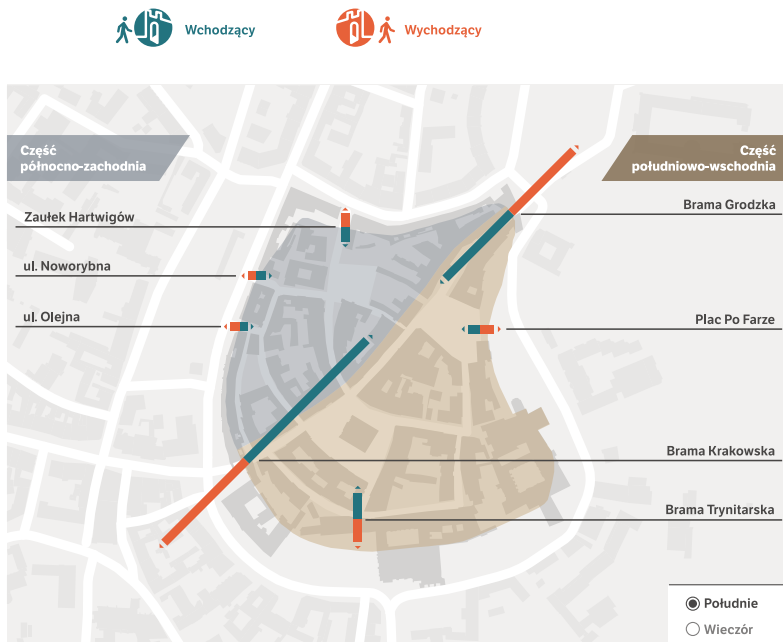 Wchodzący
Wychodzący
Część
północno-zachodnia
Część
południowo-wschodnia
Zaułek Hartwigów
ul. Noworybna
ul. Olejna
Brama Grodzka
Plac Po Farze
Brama Krakowska
Brama Trynitarska
Południe
Wieczór